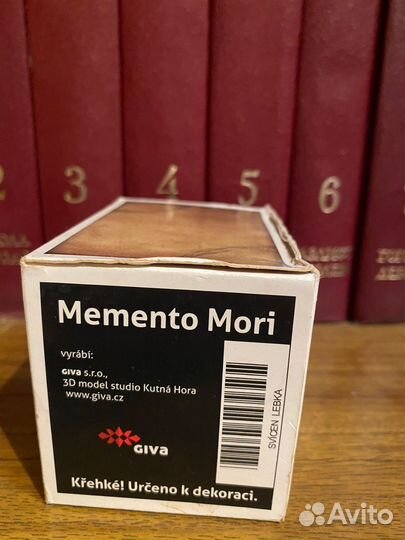 2
3
4
5
6
Memento Mori
vyrábí:
GIVA s.r.o.,
3D model studio Kutná Hora
www.giva.cz
SVÍCEN LEBKA
GIVA
Křehké! Určeno k dekoraci.
Avito